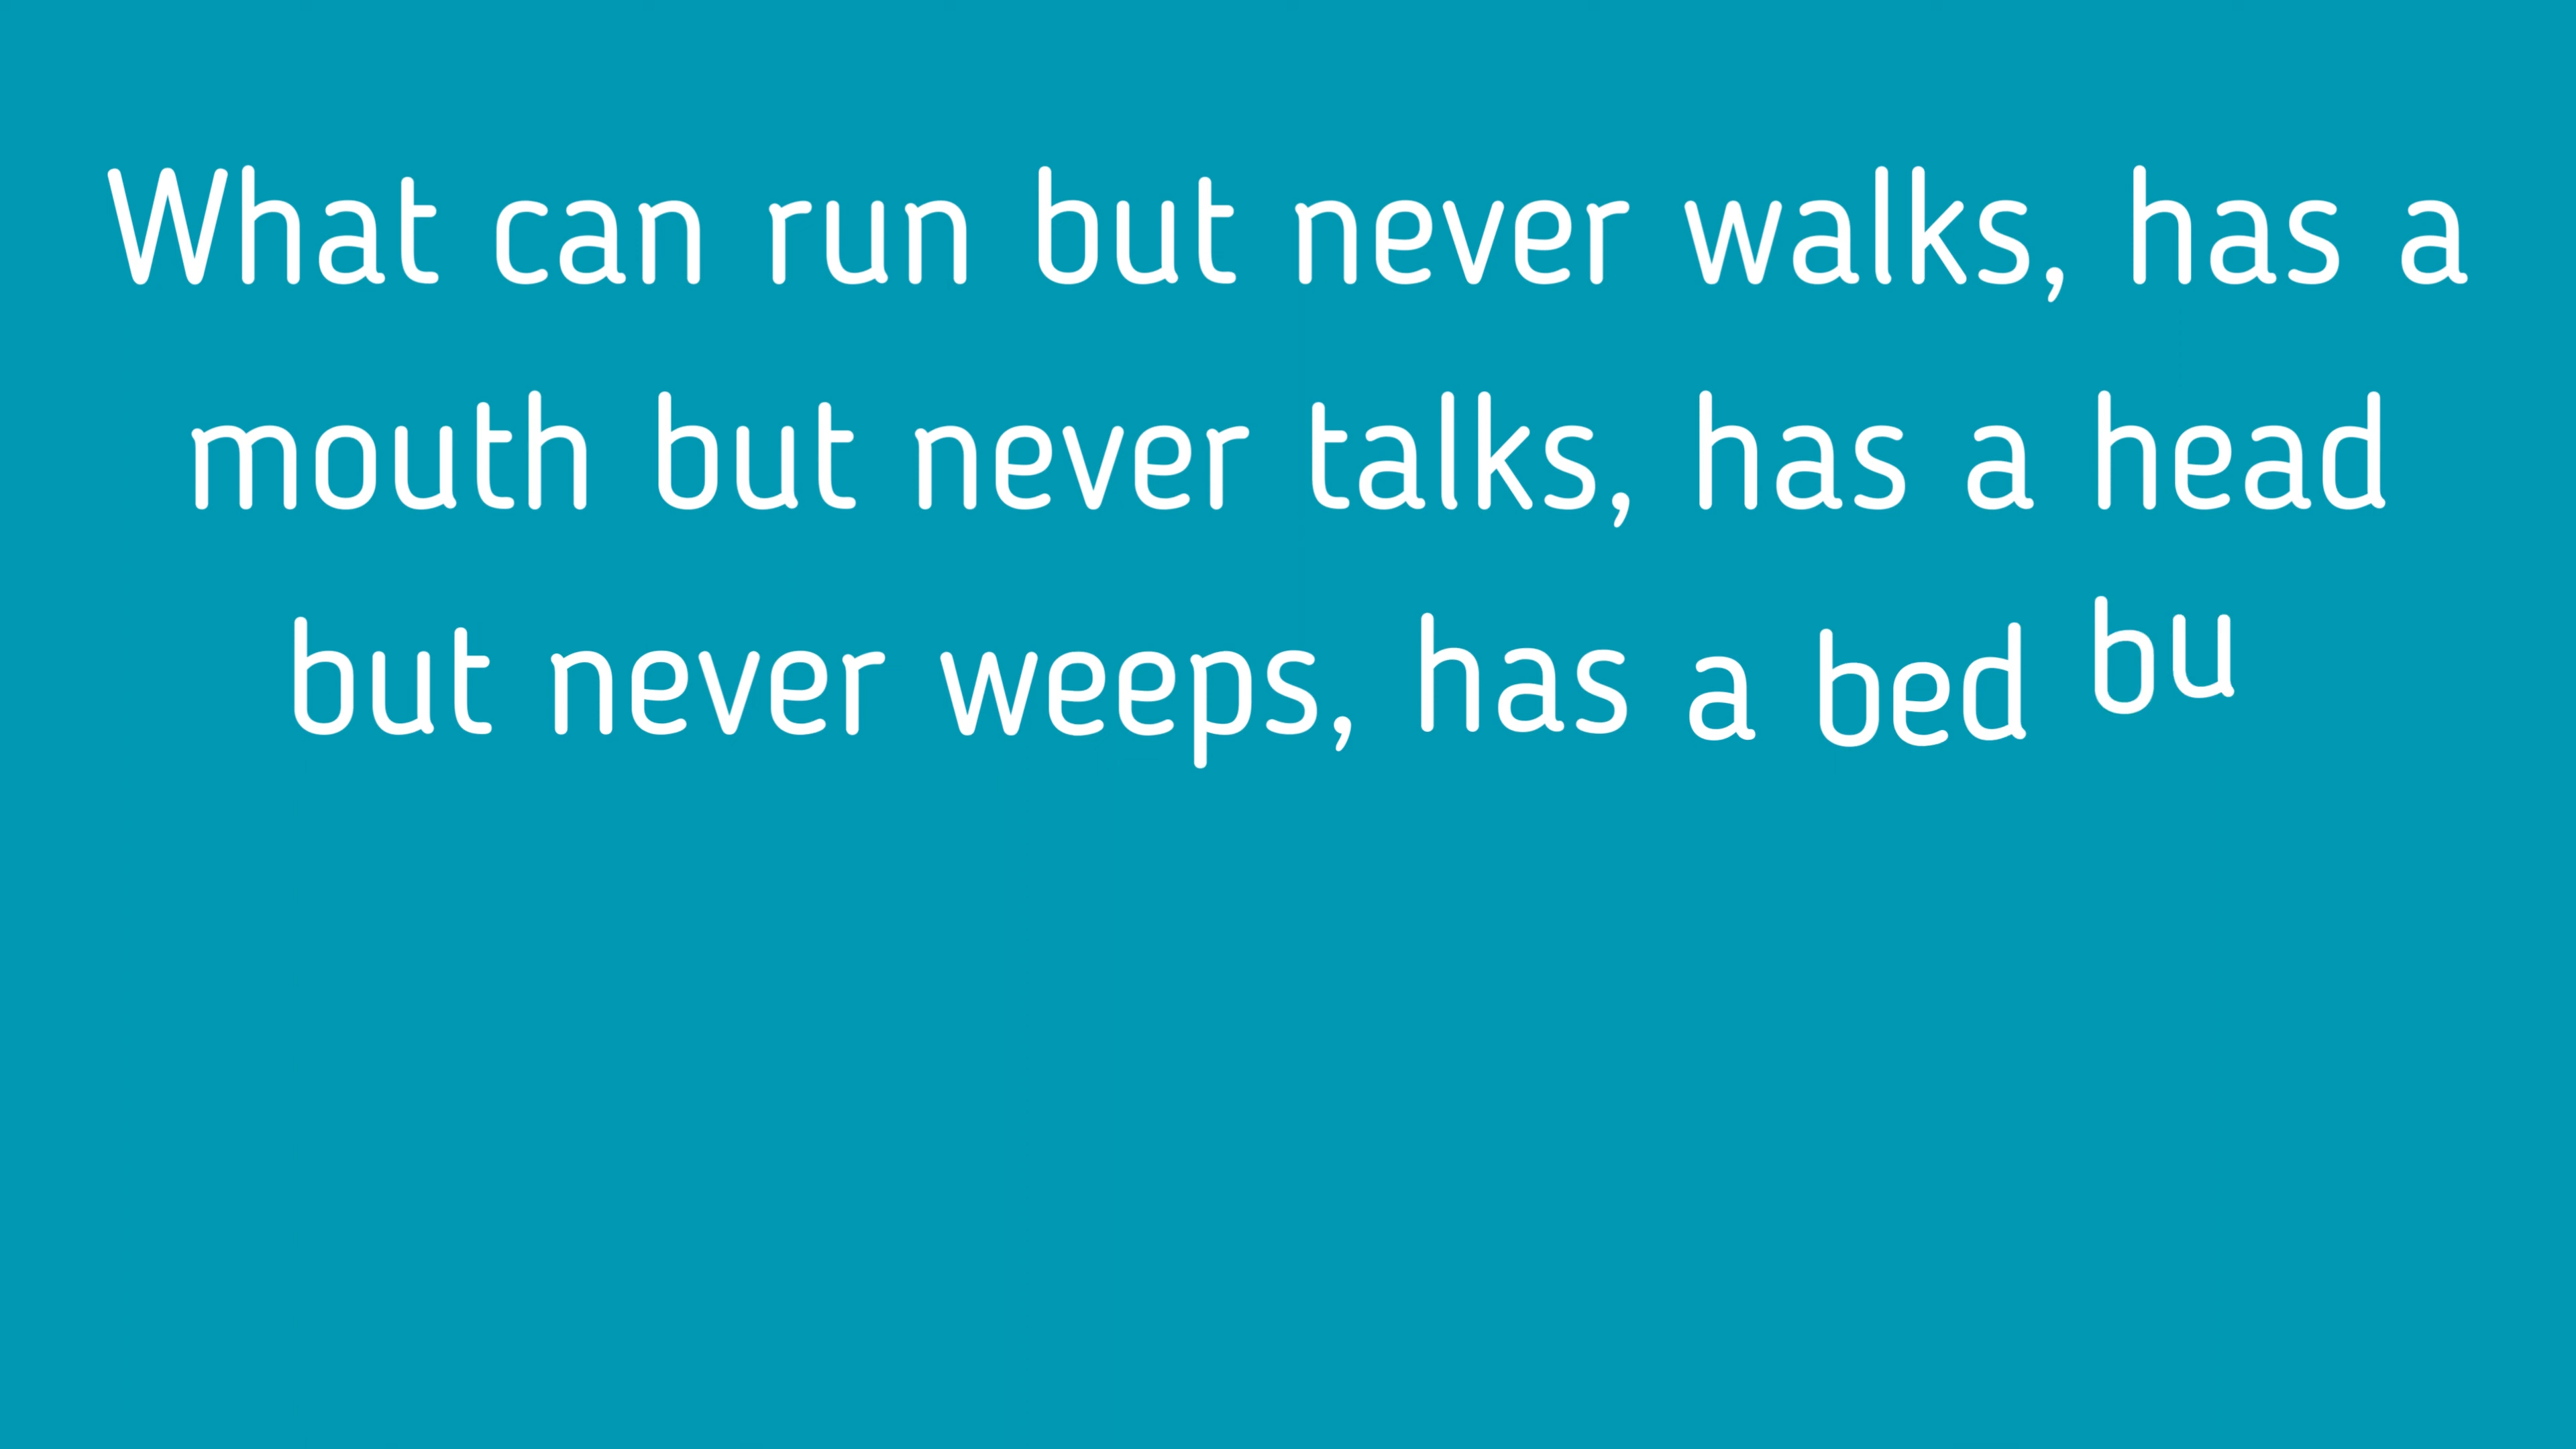 What can run but never walks, has a
mouth but never talks, has a head
but never weeps, has a bed bu